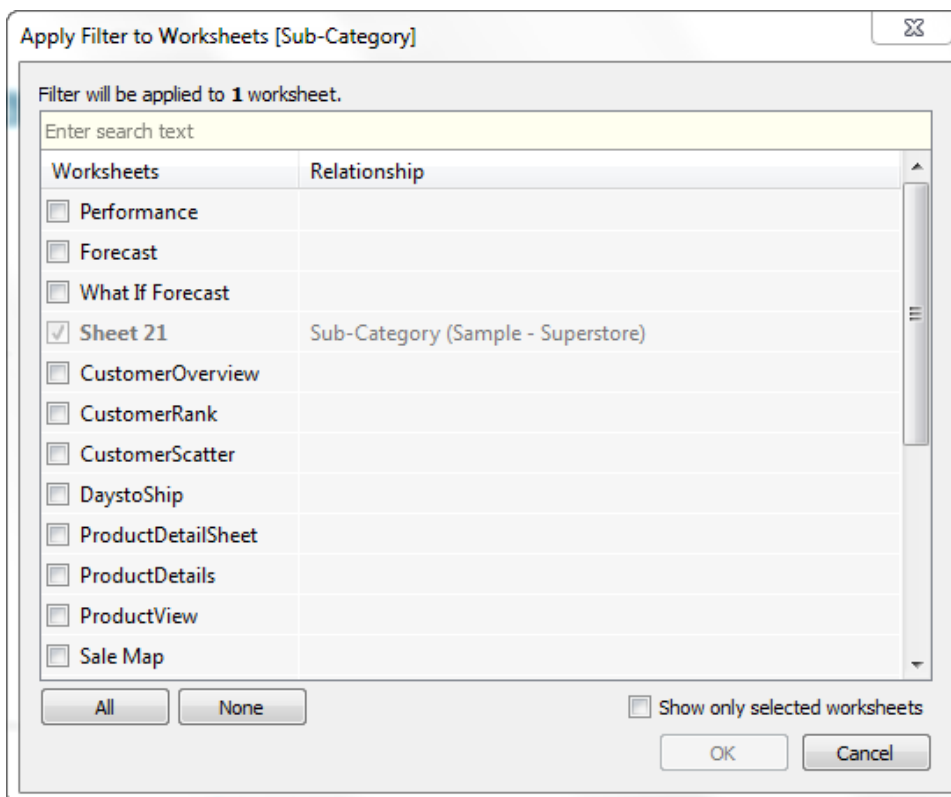 Apply Filter to Worksheets [Sub-Category]
Filter will be applied to 1 worksheet.
Enter search text
Worksheets Relationship
Performance
Forecast
What If Forecast
Sheet 21 Sub-Category (Sample - Superstore)
CustomerOverview
CustomerRank
CustomerScatter
DaystoShip
ProductDetailSheet
ProductDetails
ProductView
Sale Map
All None Show only selected worksheets
OK Cancel